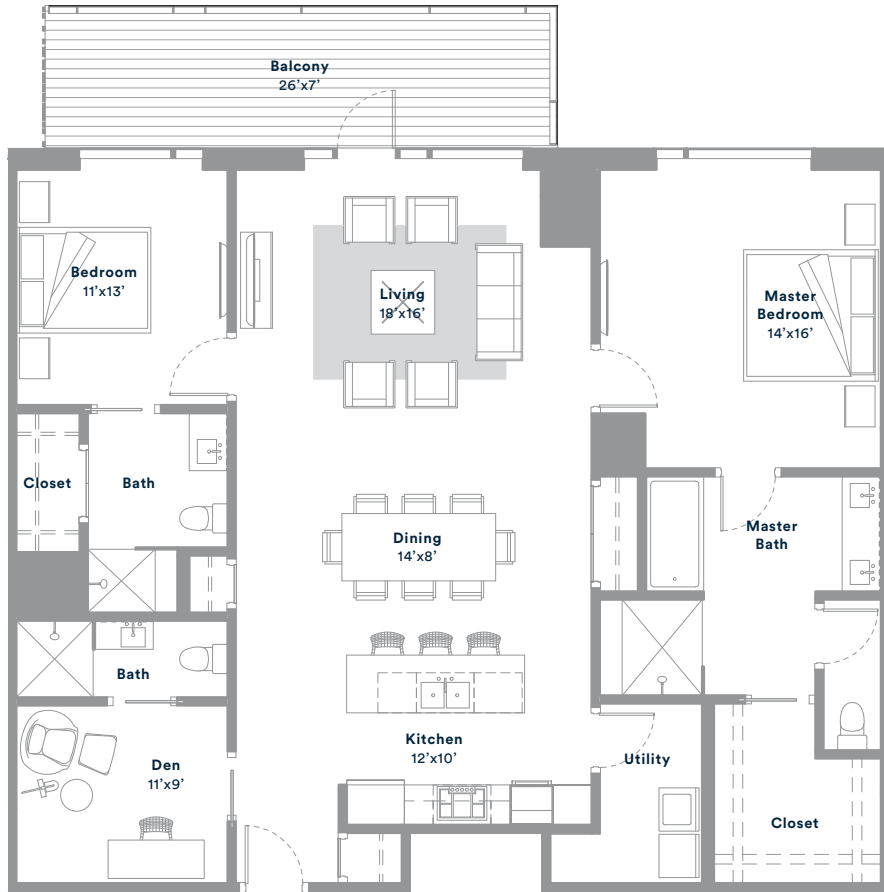 Balcony
26’x7’
Bedroom
11’x13’
Living
18’x16’
Master
Bedroom
14’x16’
Closet
Bath
Dining
14’x8’
Master
Bath
Bath
Kitchen
12’x10’
Den
11’x9’
Utility
Closet